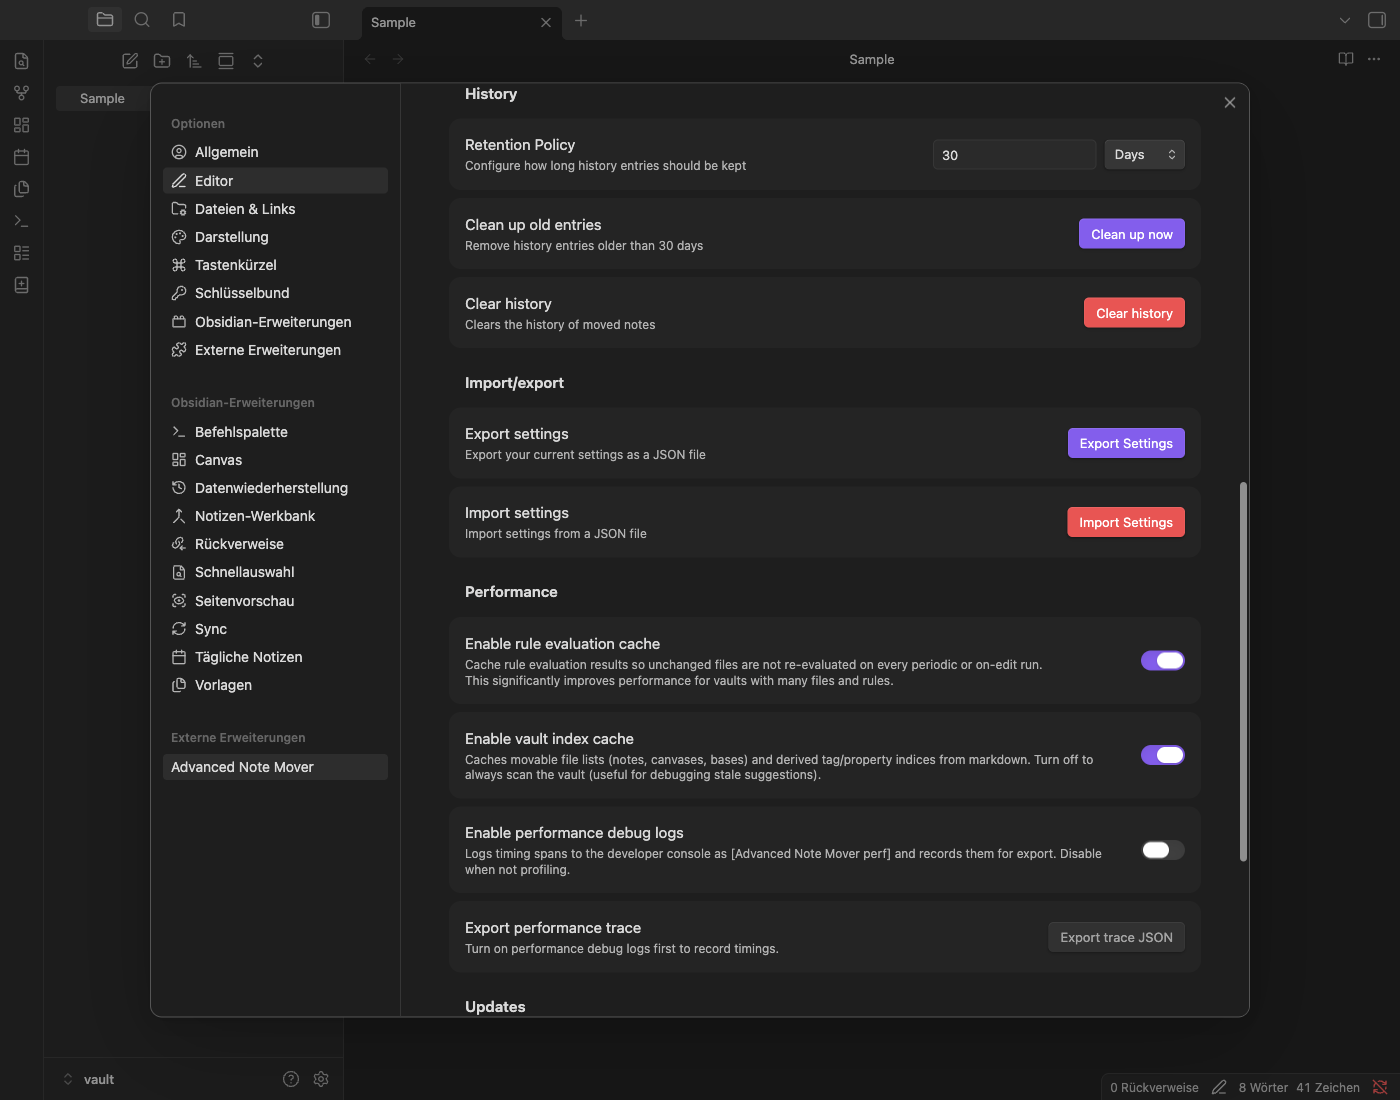 Sample
Sample
Sample
Optionen
Allgemein
Editor
Dateien & Links
Darstellung
Tastenkürzel
Schlüsselbund
Obsidian-Erweiterungen
Externe Erweiterungen
Obsidian-Erweiterungen
Befehlspalette
Canvas
Datenwiederherstellung
Notizen-Werkbank
Rückverweise
Schnellauswahl
Seitenvorschau
Sync
Tägliche Notizen
Vorlagen
Externe Erweiterungen
Advanced Note Mover
History
Retention Policy
Configure how long history entries should be kept
30
Days
Clean up old entries
Remove history entries older than 30 days
Clean up now
Clear history
Clears the history of moved notes
Clear history
Import/export
Export settings
Export your current settings as a JSON file
Export Settings
Import settings
Import settings from a JSON file
Import Settings
Performance
Enable rule evaluation cache
Cache rule evaluation results so unchanged files are not re-evaluated on every periodic or on-edit run.
This significantly improves performance for vaults with many files and rules.
Enable vault index cache
Caches movable file lists (notes, canvases, bases) and derived tag/property indices from markdown. Turn off to
always scan the vault (useful for debugging stale suggestions).
Enable performance debug logs
Logs timing spans to the developer console as [Advanced Note Mover perf] and records them for export. Disable
when not profiling.
Export performance trace
Turn on performance debug logs first to record timings.
Export trace JSON
Updates
vault
0 Rückverweise
8 Wörter
41 Zeichen